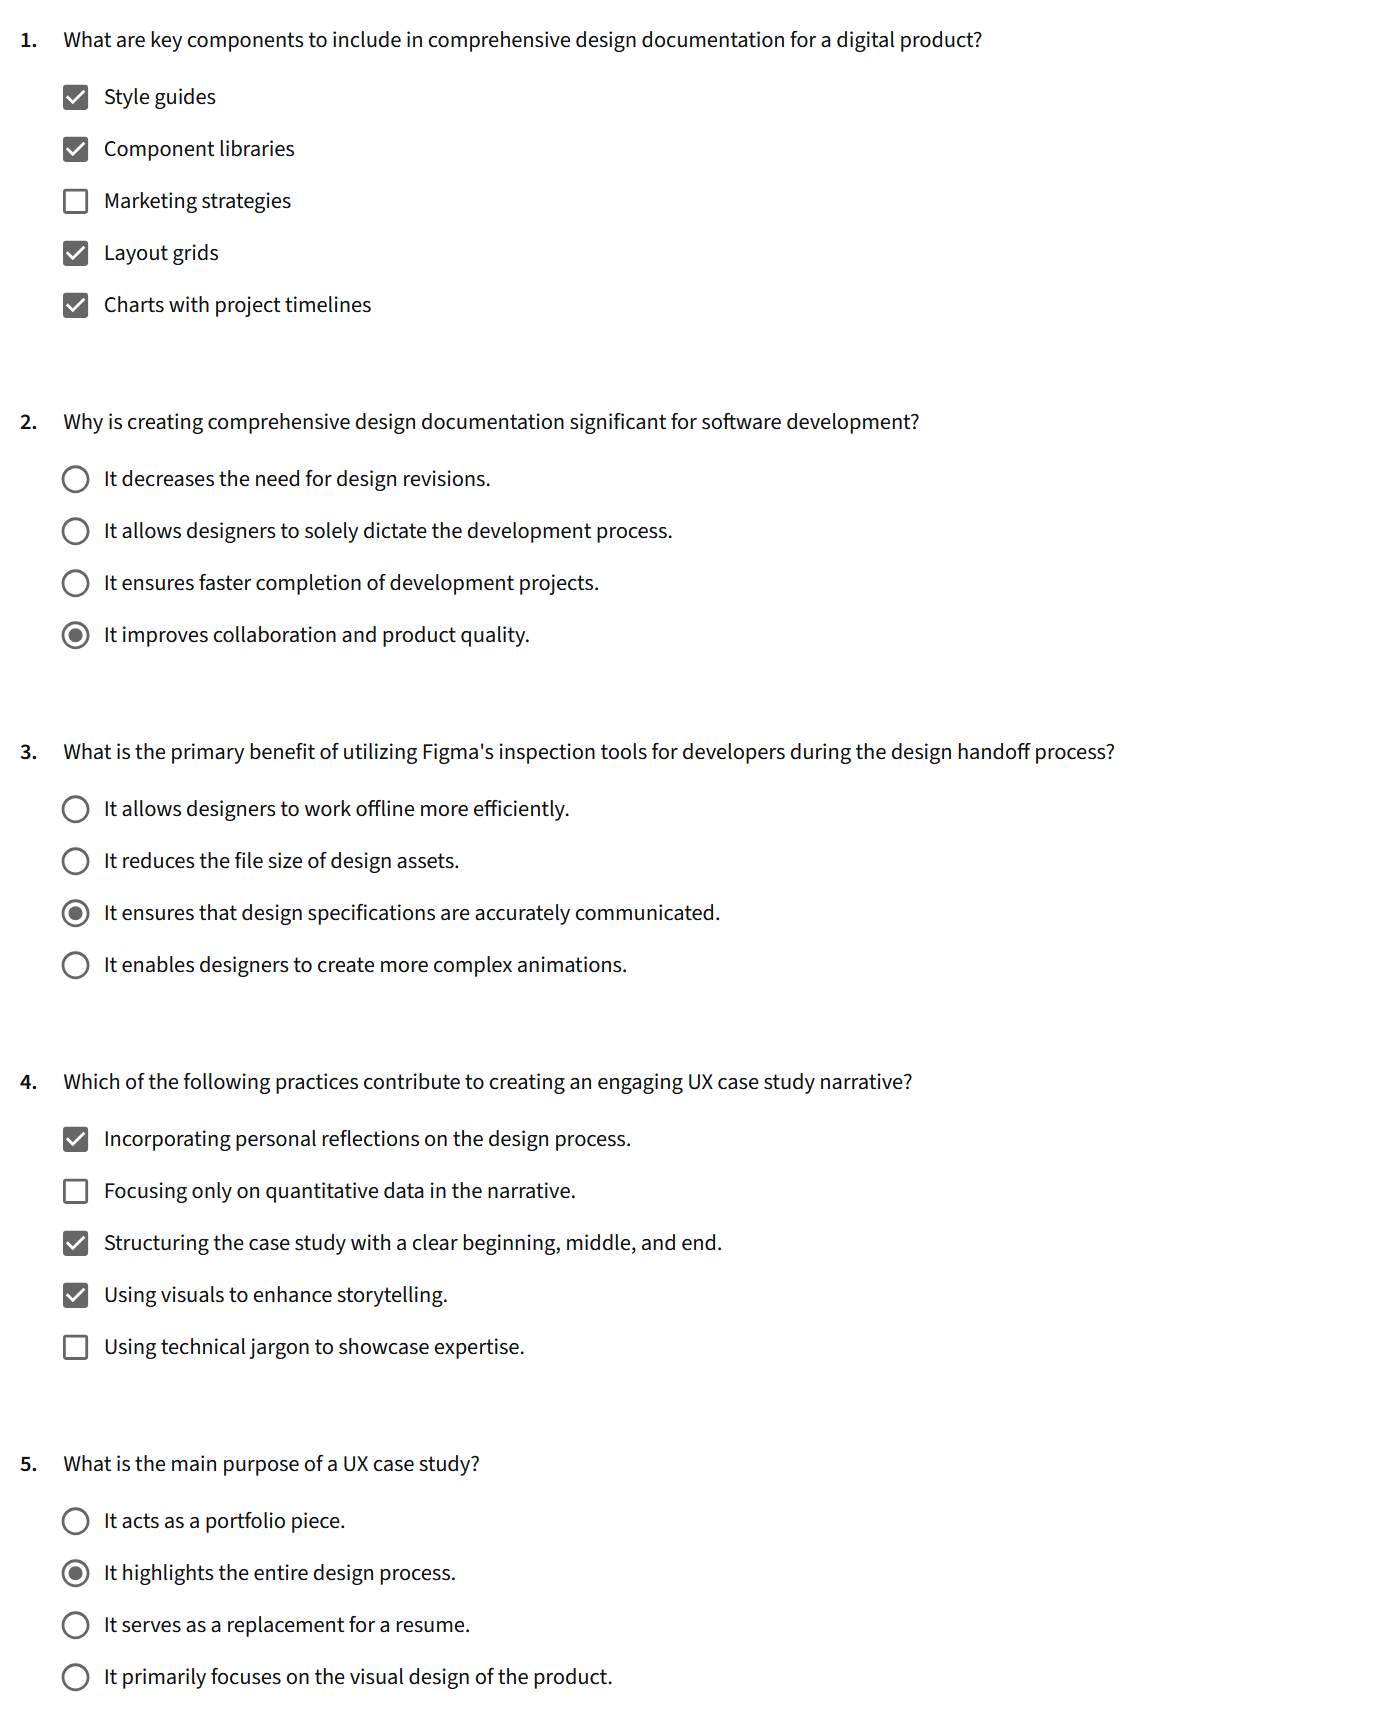 1. What are key components to include in comprehensive design documentation for a digital product?
Style guides
Component libraries
Marketing strategies
Layout grids
Charts with project timelines
2. Why is creating comprehensive design documentation significant for software development?
It decreases the need for design revisions.
It allows designers to solely dictate the development process.
It ensures faster completion of development projects.
It improves collaboration and product quality.
3. What is the primary benefit of utilizing Figma's inspection tools for developers during the design handoff process?
It allows designers to work offline more efficiently.
It reduces the file size of design assets.
It ensures that design specifications are accurately communicated.
It enables designers to create more complex animations.
4. Which of the following practices contribute to creating an engaging UX case study narrative?
Incorporating personal reflections on the design process.
Focusing only on quantitative data in the narrative.
Structuring the case study with a clear beginning, middle, and end.
Using visuals to enhance storytelling.
Using technical jargon to showcase expertise.
5. What is the main purpose of a UX case study?
It acts as a portfolio piece.
It highlights the entire design process.
It serves as a replacement for a resume.
It primarily focuses on the visual design of the product.